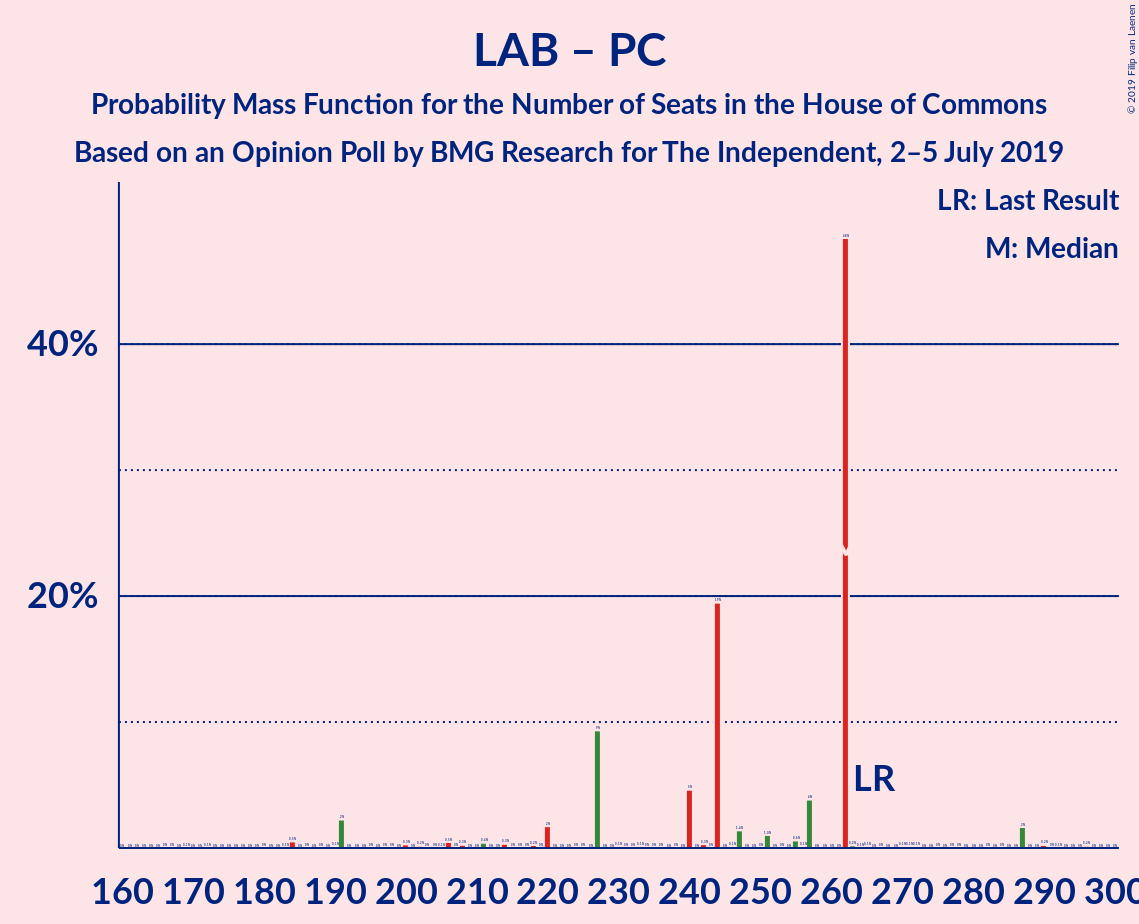 LAB – PC
Probability Mass Function for the Number of Seats in the House of Commons
Based on an Opinion Poll by BMG Research for The Independent, 2–5 July 2019
© 2019 Filip van Laenen
LR: Last Result
M: Median
40%
20%
LR
160 170 180 190 200 210 220 230 240 250 260 270 280 290 300